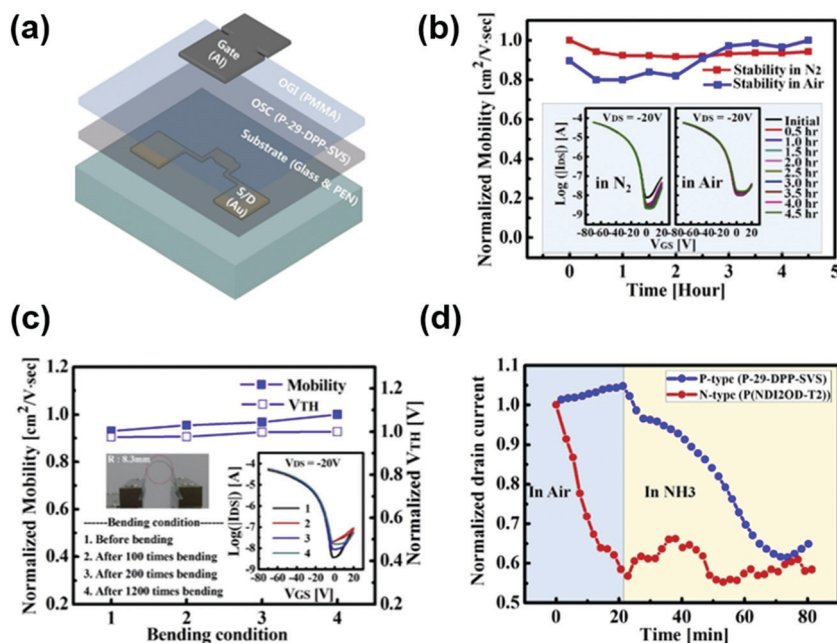 (a)
Gate
(Al)
OGI (PMMA)
OSC (P-29-DPP-SVS)
Substrate (Glass & PEN)
S/D
(Au)
(b)
Normalized Mobility [cm²/V·sec]
1.0
0.8
0.6
0.4
0.2
0.0
Stability in N₂
Stability in Air
Log (|IDS|) [A]
-4
-5
-6
-7
-8
-9
VDS = -20V
in N₂
-80 -60 -40 -20 0 20
VDS = -20V
in Air
-80 -60 -40 -20 0 20
VGS [V]
Initial
0.5 hr
1.0 hr
1.5 hr
2.0 hr
2.5 hr
3.0 hr
3.5 hr
4.0 hr
4.5 hr
0 1 2 3 4 5
Time [Hour]
(c)
Normalized Mobility [cm²/V·sec]
1.2
1.0
0.8
0.6
0.4
0.2
Mobility
VTH
R : 8.3mm
------Bending condition------
1. Before bending
2. After 100 times bending
3. After 200 times bending
4. After 1200 times bending
Log(|IDS|) [A]
-4
-5
-6
-7
-8
VDS = -20V
1
2
3
4
-80 -60 -40 -20 0 20
VGS [V]
1.0
0.8
0.6
0.4
0.2
Normalized VTH [V]
1 2 3 4
Bending condition
(d)
Normalized drain current
1.1
1.0
0.9
0.8
0.7
0.6
0.5
P-type (P-29-DPP-SVS)
N-type (P(NDI2OD-T2))
In Air
In NH3
0 20 40 60 80
Time [min]